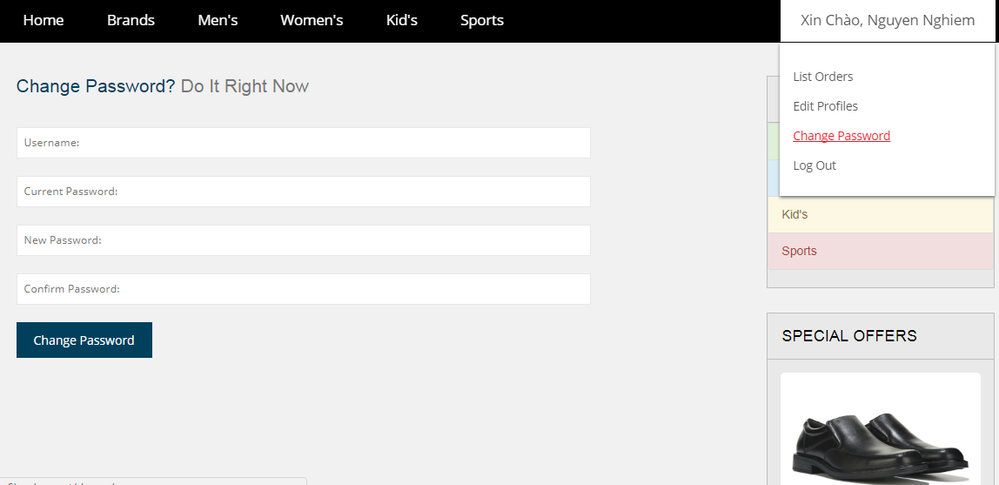 Home Brands Men's Women's Kid's Sports Xin Chào, Nguyen Nghiem
List Orders
Edit Profiles
Change Password
Log Out
Change Password? Do It Right Now
Username:
Current Password:
New Password:
Confirm Password:
Change Password
Kid's
Sports
SPECIAL OFFERS